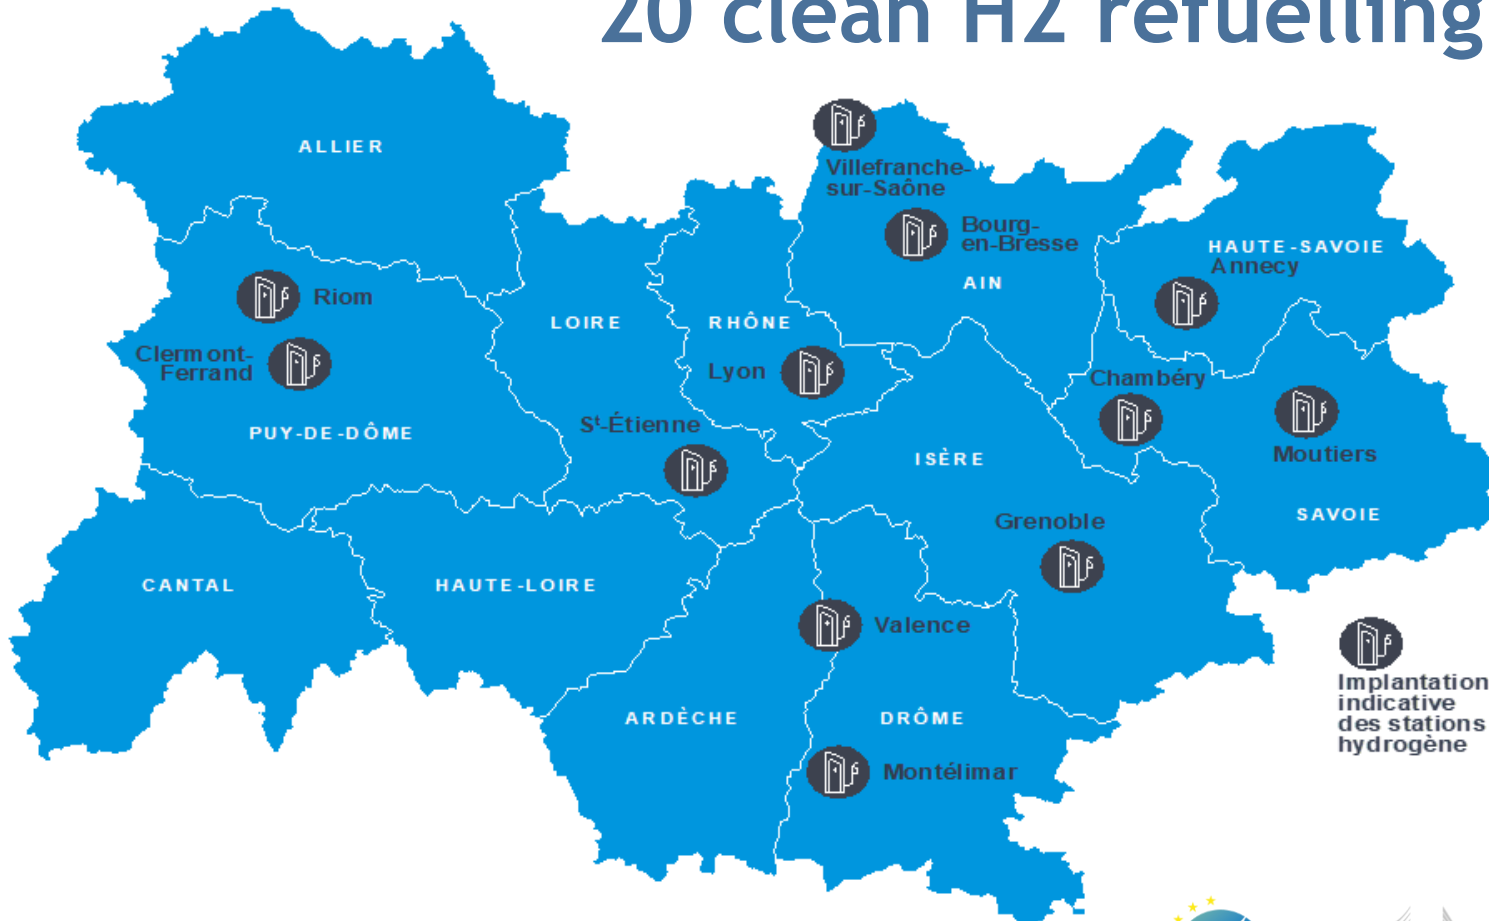 20 clean H2 refuelling
ALLIER
Villefranche-
sur-Saône
Bourg-
en-Bresse
HAUTE-SAVOIE
Annecy
AIN
Riom
LOIRE
RHÔNE
Clermont-
Ferrand
Lyon
Chambéry
PUY-DE-DÔME
St-Étienne
ISÈRE
Moutiers
SAVOIE
Grenoble
CANTAL
HAUTE-LOIRE
Valence
ARDÈCHE
DRÔME
Montélimar
Implantation
indicative
des stations
hydrogène